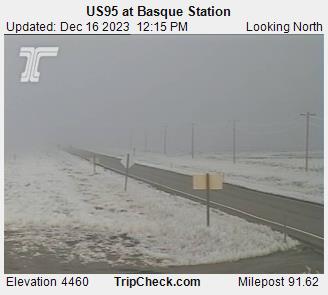 US95 at Basque Station
Updated: Dec 16 2023 12:15 PM Looking North
Elevation 4460 TripCheck.com Milepost 91.62